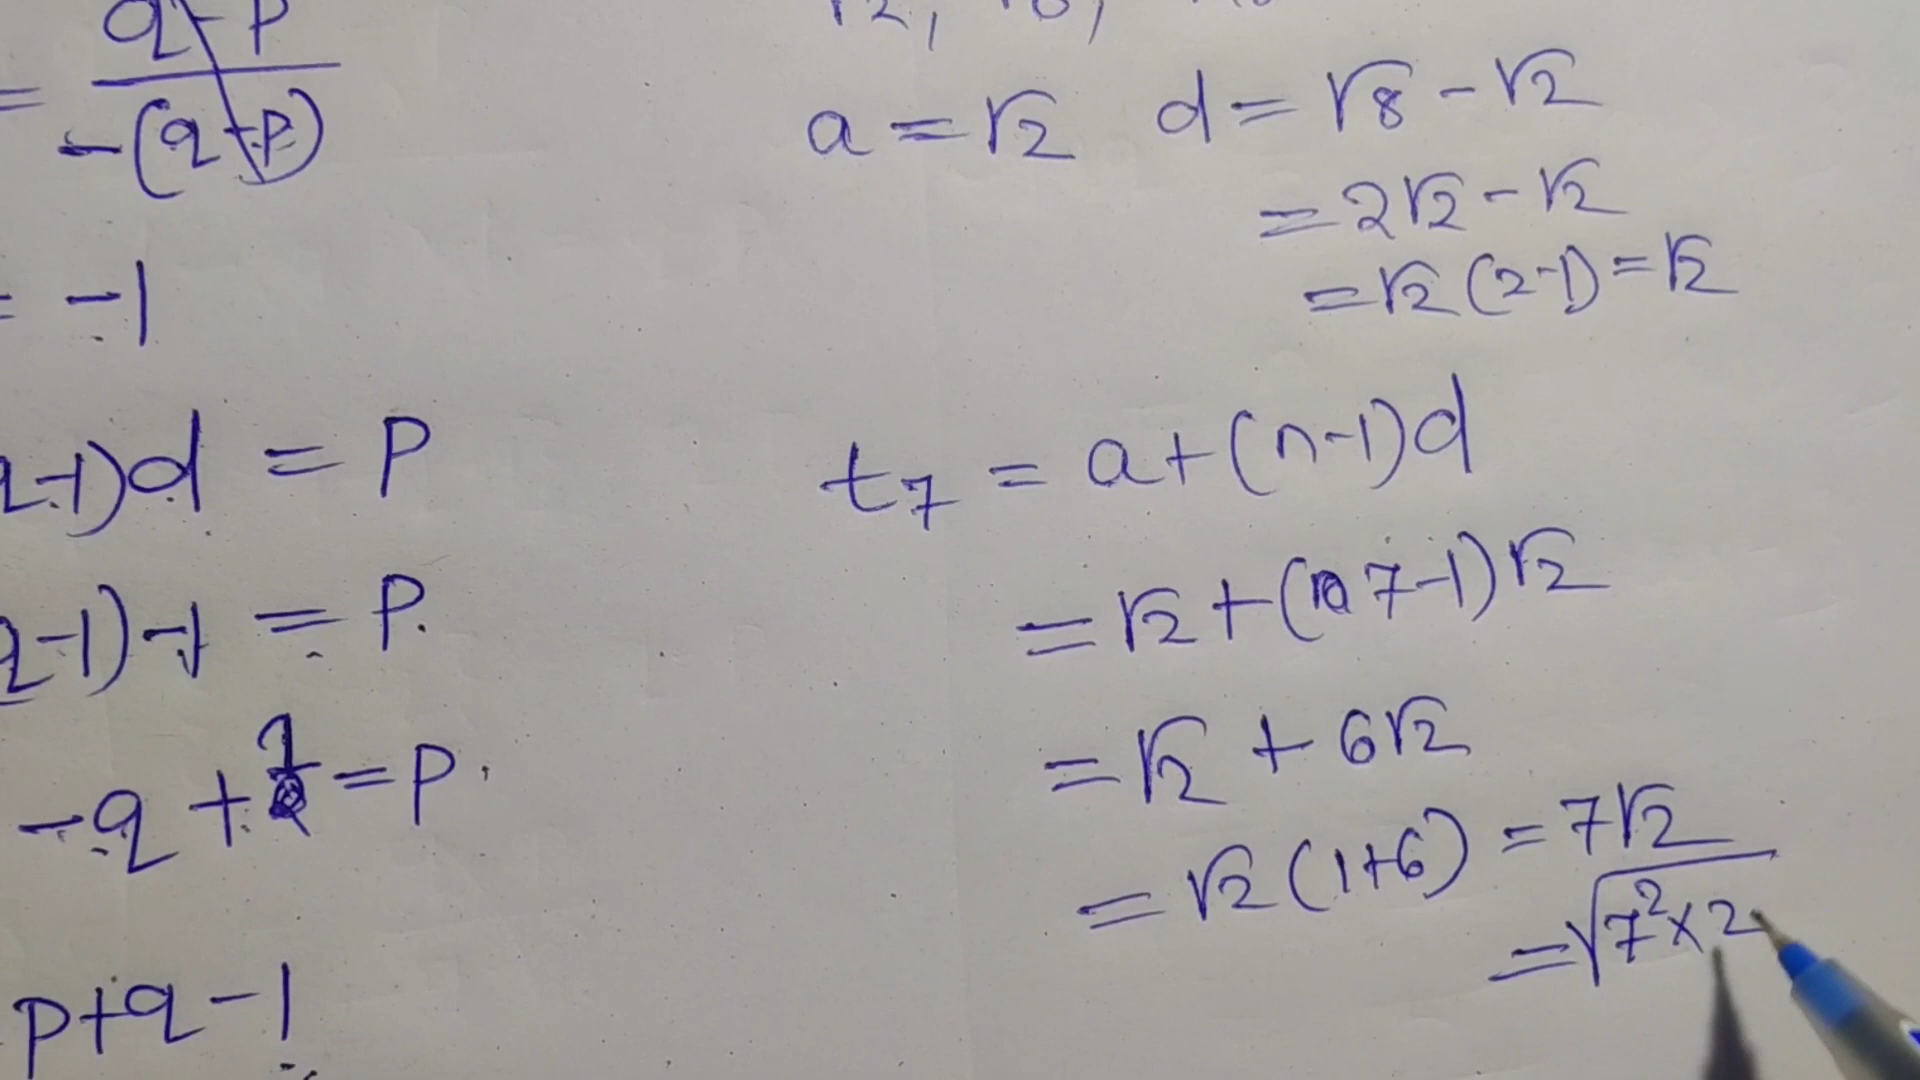 q-p
= ―
-(q-p)
= -1
q-1)d = p
q-1)-1 = p.
-q + 1 = p.
p+q-1
a = √2 d = √8 - √2
= 2√2 - √2
= √2 (2-1) = √2
t₇ = a+(n-1)d
= √2 + (7-1)√2
= √2 + 6√2
= √2 (1+6) = 7√2
= √7²×2